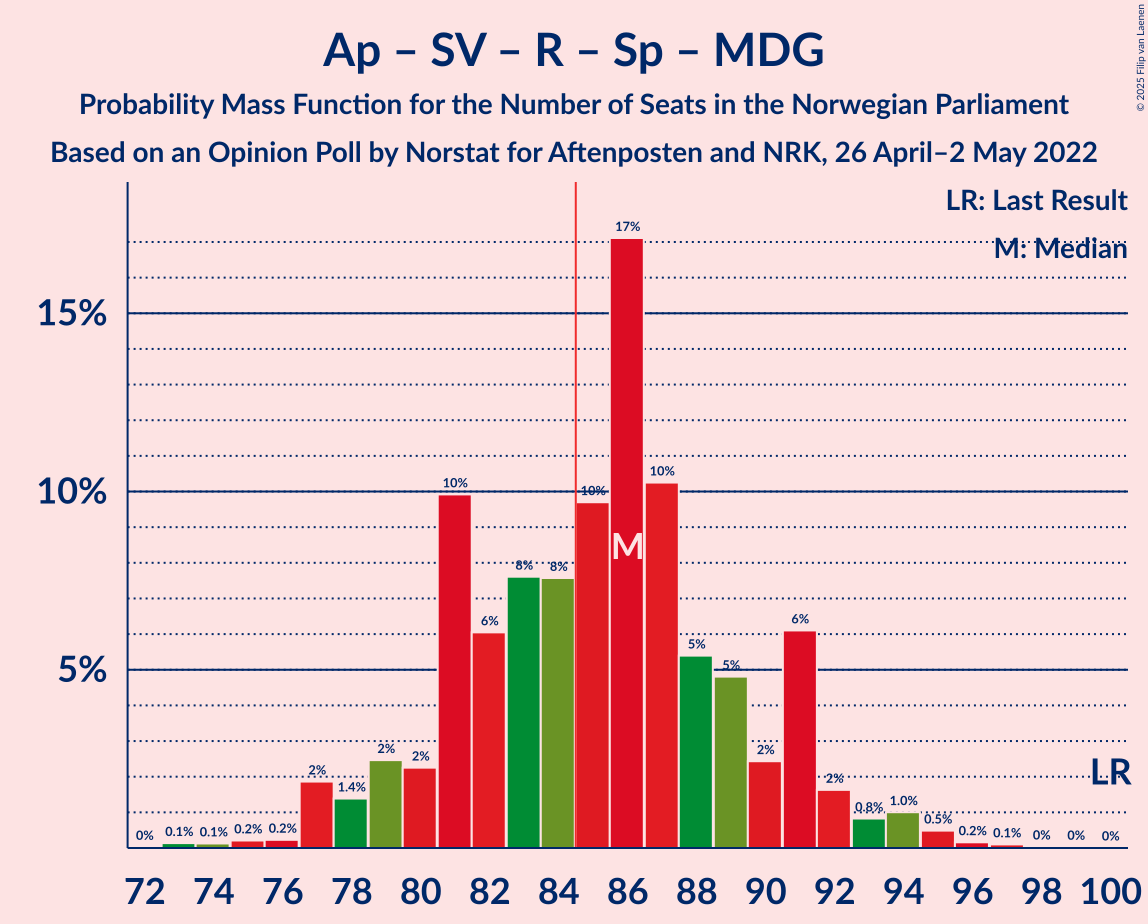 Ap – SV – R – Sp – MDG
Probability Mass Function for the Number of Seats in the Norwegian Parliament
Based on an Opinion Poll by Norstat for Aftenposten and NRK, 26 April–2 May 2022
© 2025 Filip van Laenen
LR: Last Result
M: Median
15%
10%
5%
0% 0.1% 0.1% 0.2% 0.2% 2% 1.4% 2% 2% 10% 6% 8% 8% 10% 17% 10% 5% 5% 2% 6% 2% 0.8% 1.0% 0.5% 0.2% 0.1% 0% 0% 0%
M
LR
72 74 76 78 80 82 84 86 88 90 92 94 96 98 100